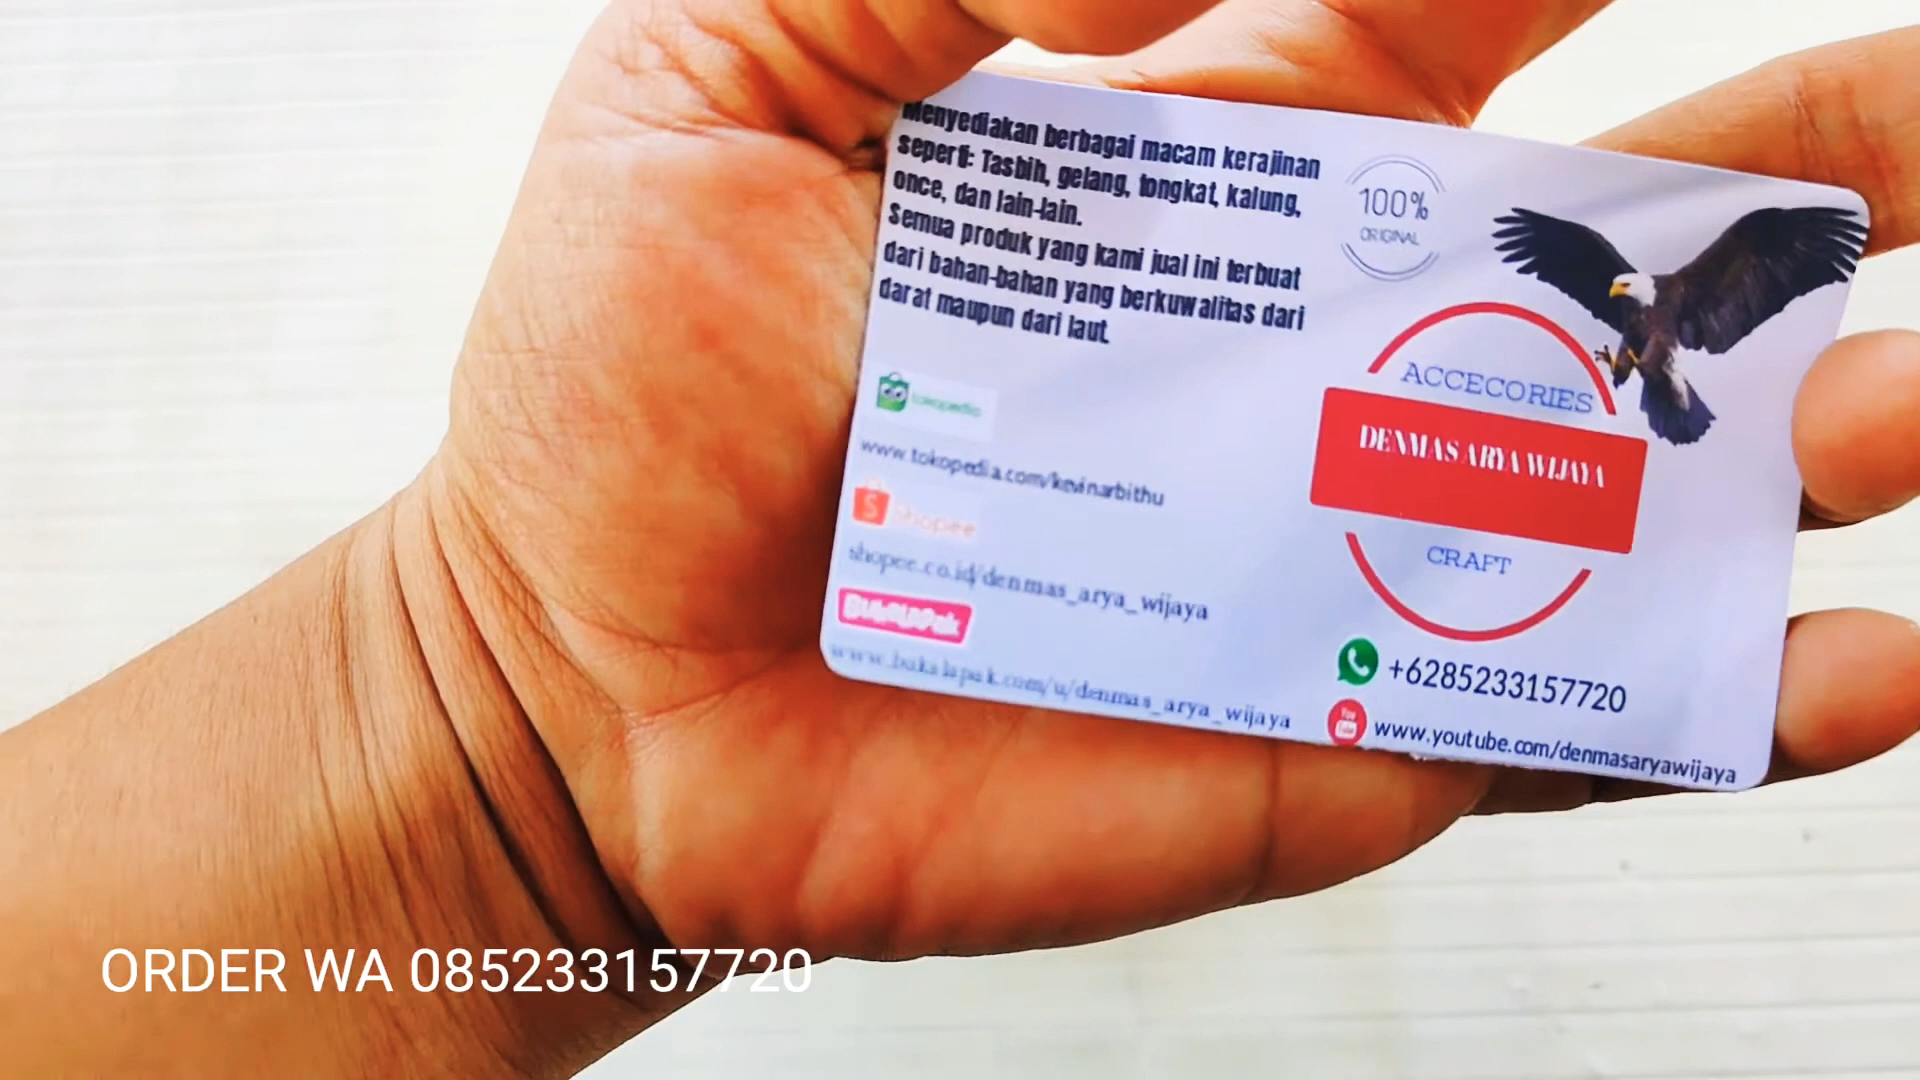 Menyediakan berbagai macam kerajinan
seperti: Tasbih, gelang, tongkat, kalung,
once, dan lain-lain.
Semua produk yang kami jual ini terbuat
dari bahan-bahan yang berkuwalitas dari
darat maupun dari laut.
tokopedia
www.tokopedia.com/kevinarbithu
S Shopee
shopee.co.id/denmas_arya_wijaya
BukaLapak
www.bukalapak.com/u/denmas_arya_wijaya
100%
ORIGINAL
ACCECORIES
DENMAS ARYA WIJAYA
CRAFT
+6285233157720
You
Tube
www.youtube.com/denmasaryawijaya
ORDER WA 085233157720